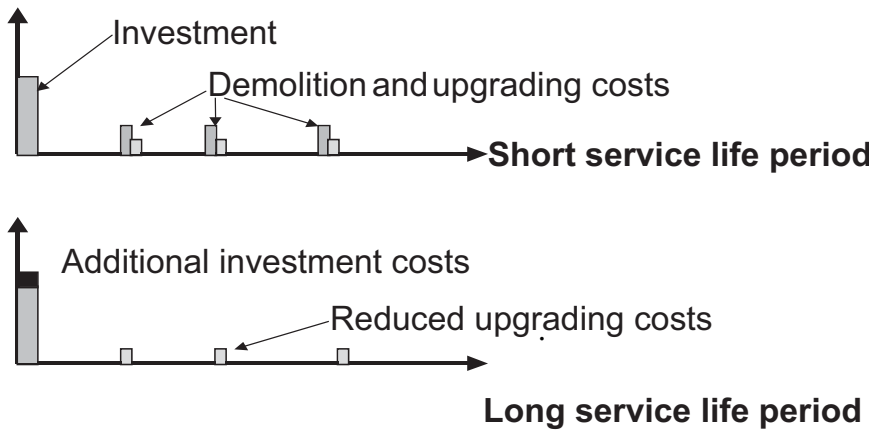 Investment
Demolition and upgrading costs
Short service life period
Additional investment costs
Reduced upgrading costs
Long service life period